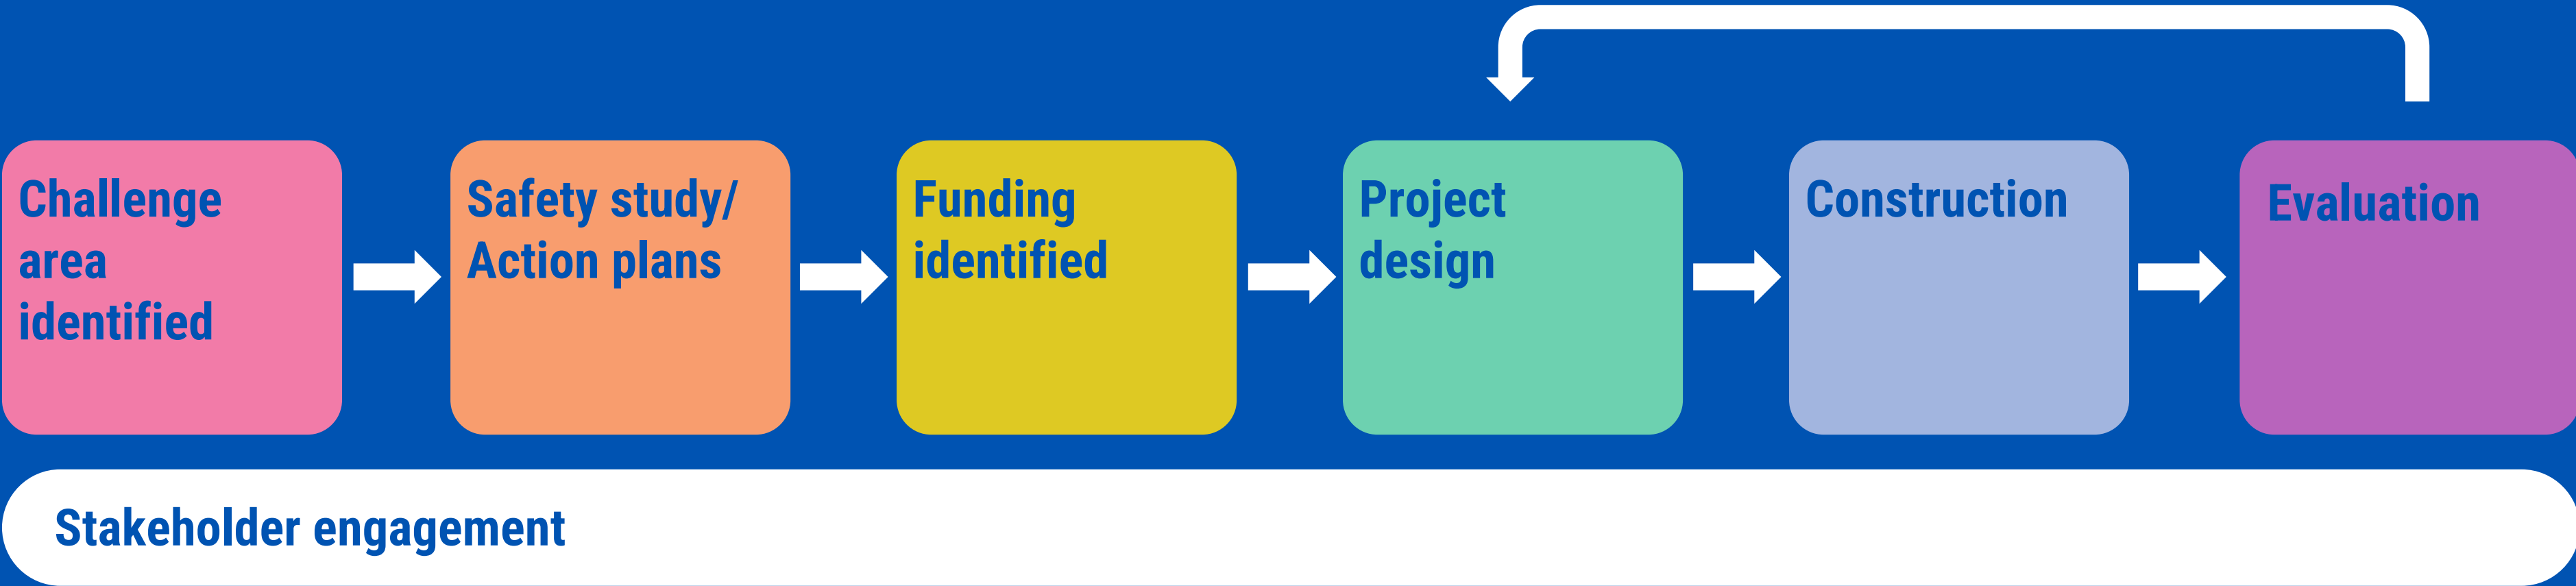 Challenge
area
identified
Safety study/
Action plans
Funding
identified
Project
design
Construction
Evaluation
Stakeholder engagement